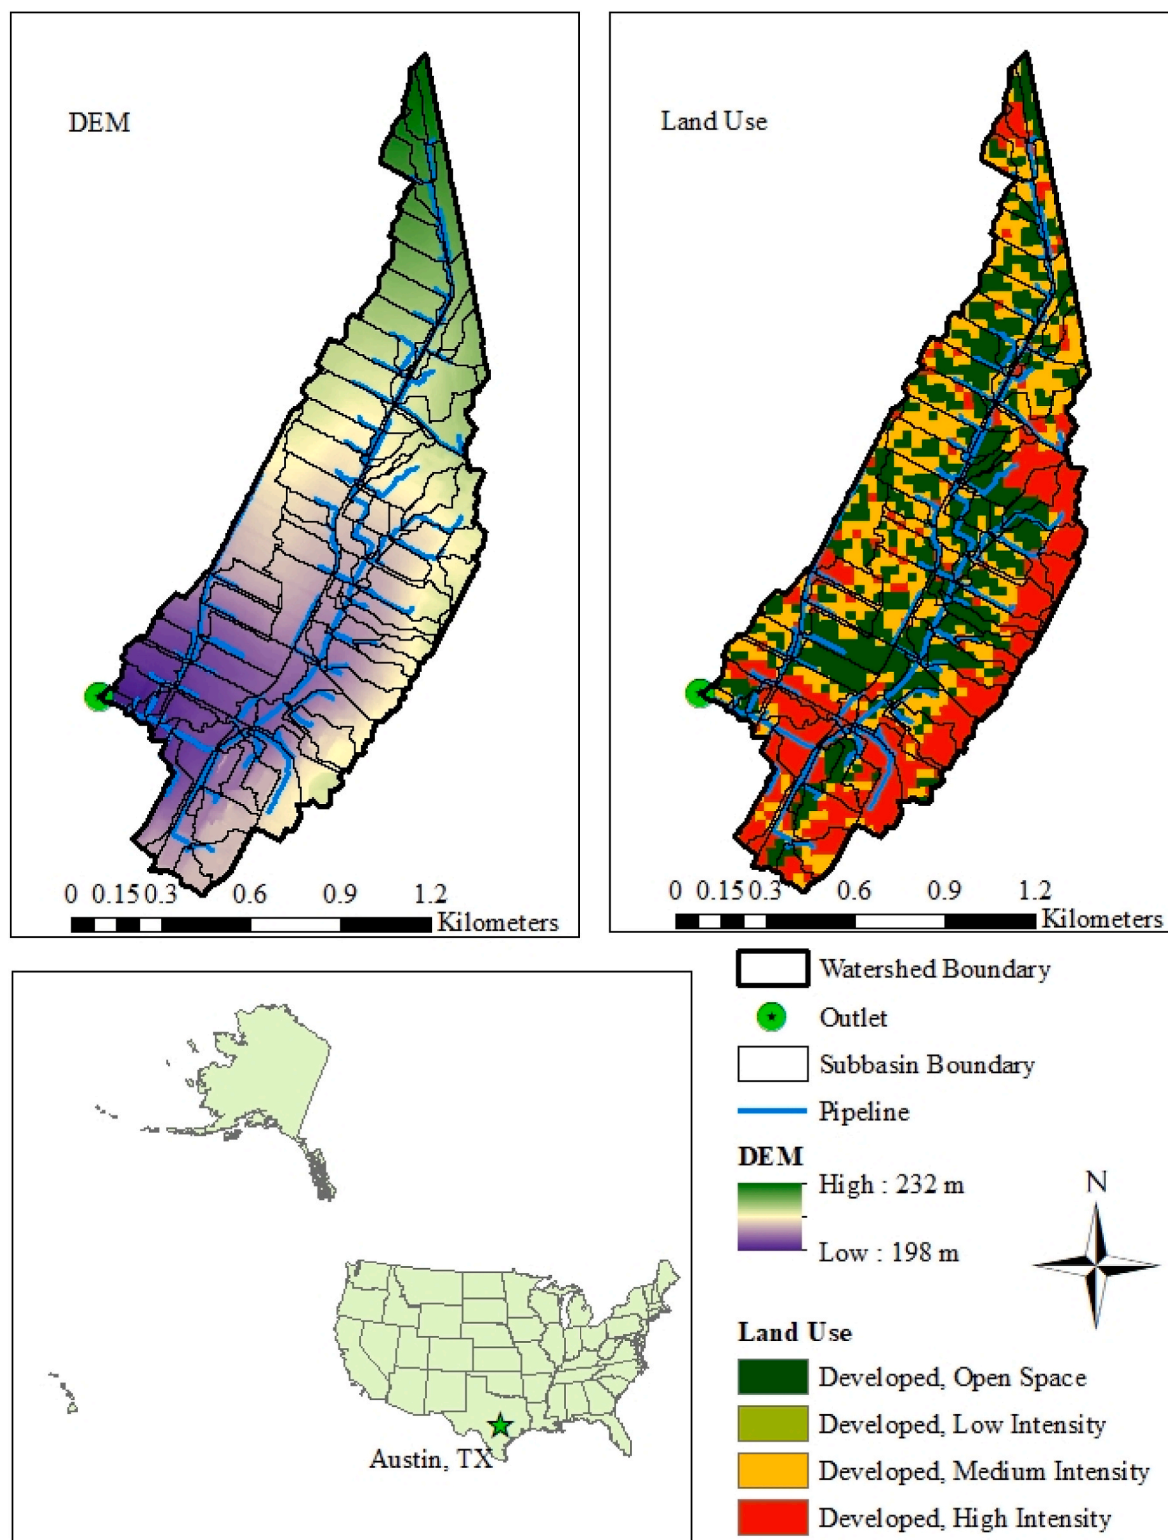 DEM
Land Use
0 0.15 0.3 0.6 0.9 1.2
Kilometers
0 0.15 0.3 0.6 0.9 1.2
Kilometers
Watershed Boundary
Outlet
Subbasin Boundary
Pipeline
DEM
High : 232 m
Low : 198 m
N
Land Use
Developed, Open Space
Developed, Low Intensity
Developed, Medium Intensity
Developed, High Intensity
Austin, TX